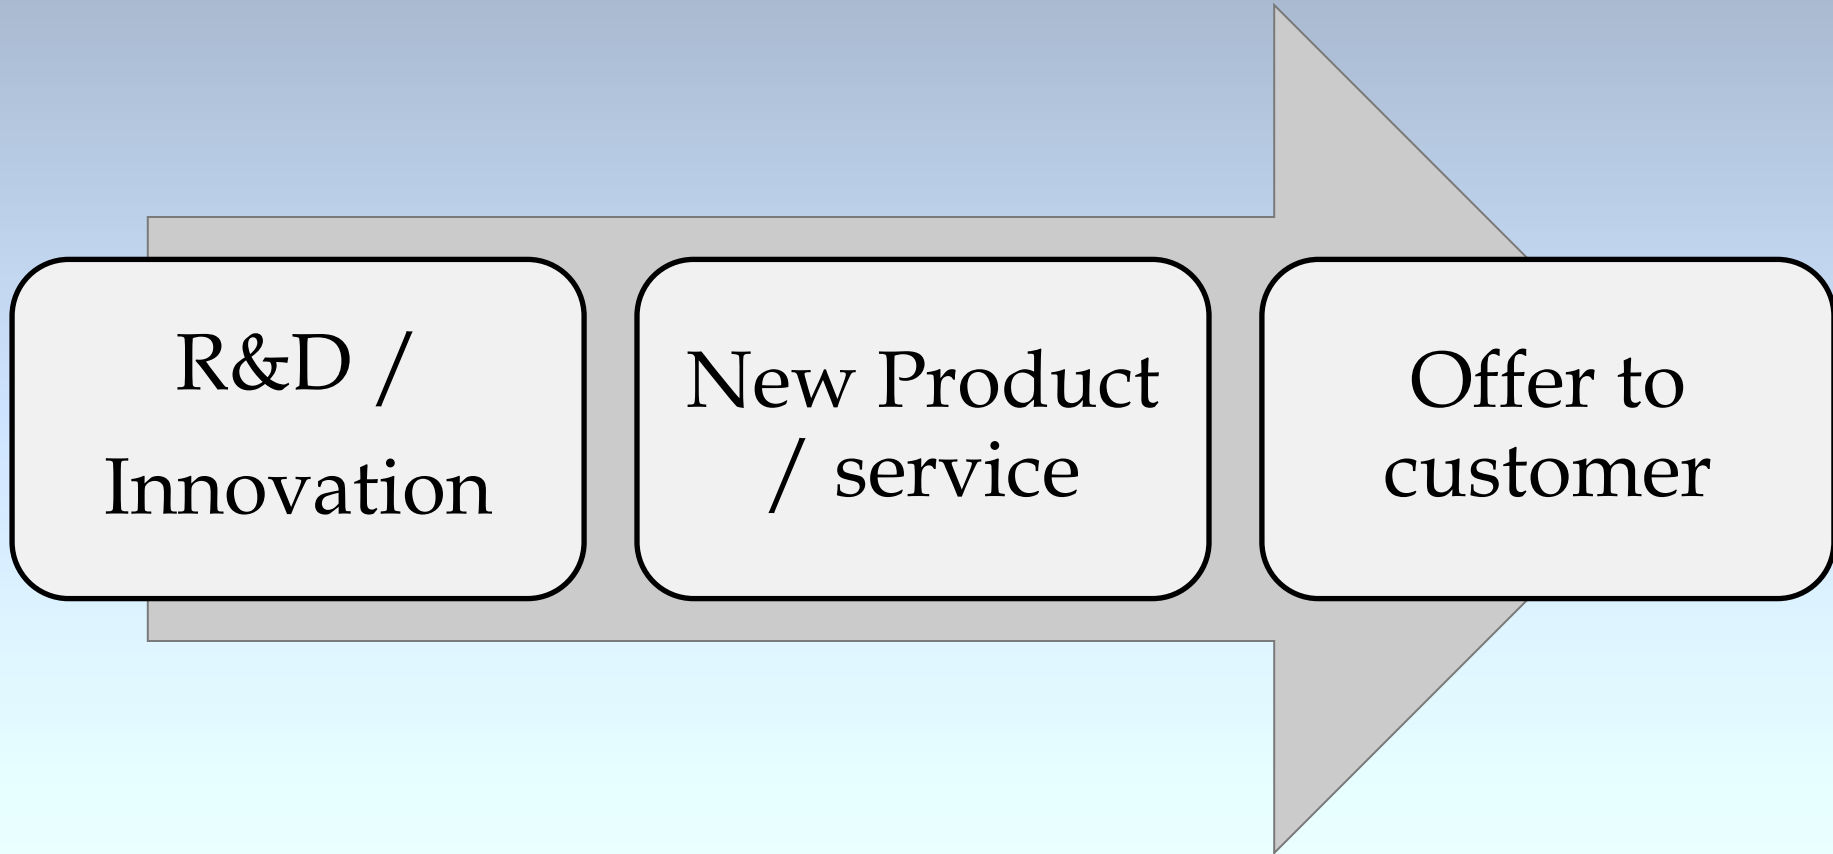 R&D /
Innovation
New Product
/ service
Offer to
customer